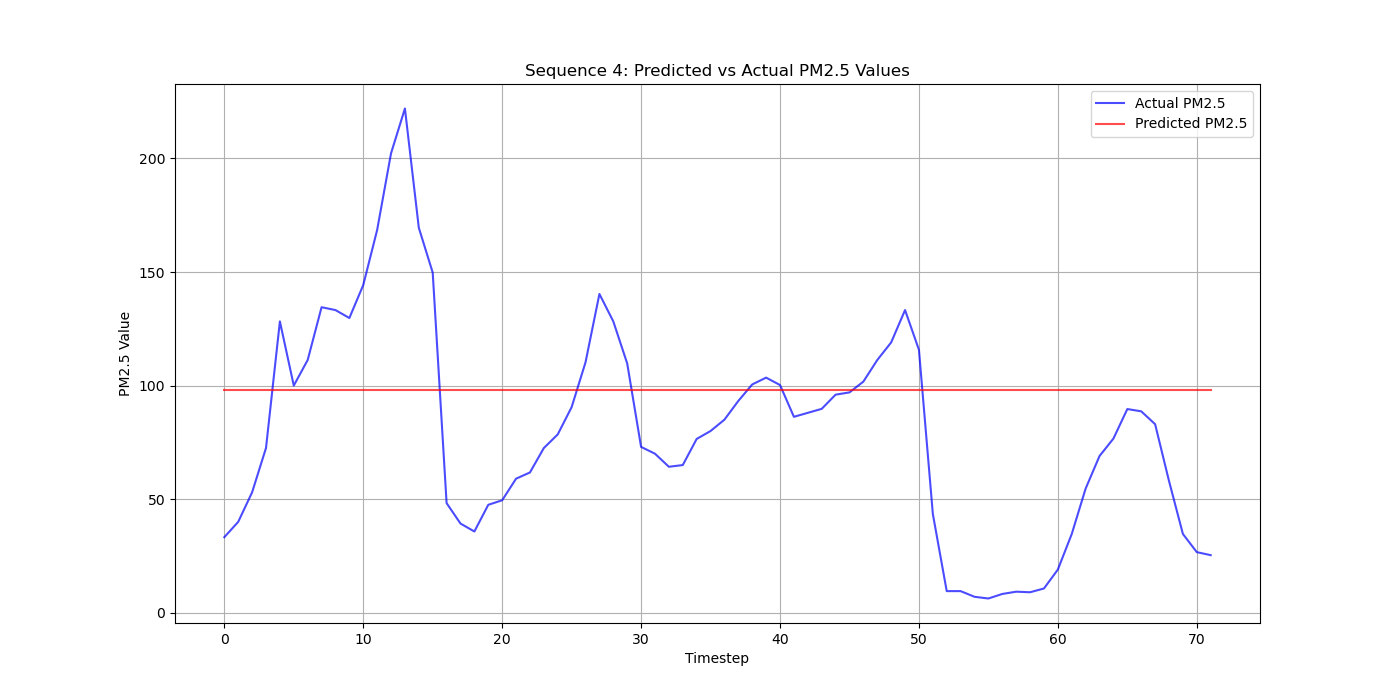 Sequence 4: Predicted vs Actual PM2.5 Values
Actual PM2.5
Predicted PM2.5
200
150
100
50
0
PM2.5 Value
0 10 20 30 40 50 60 70
Timestep